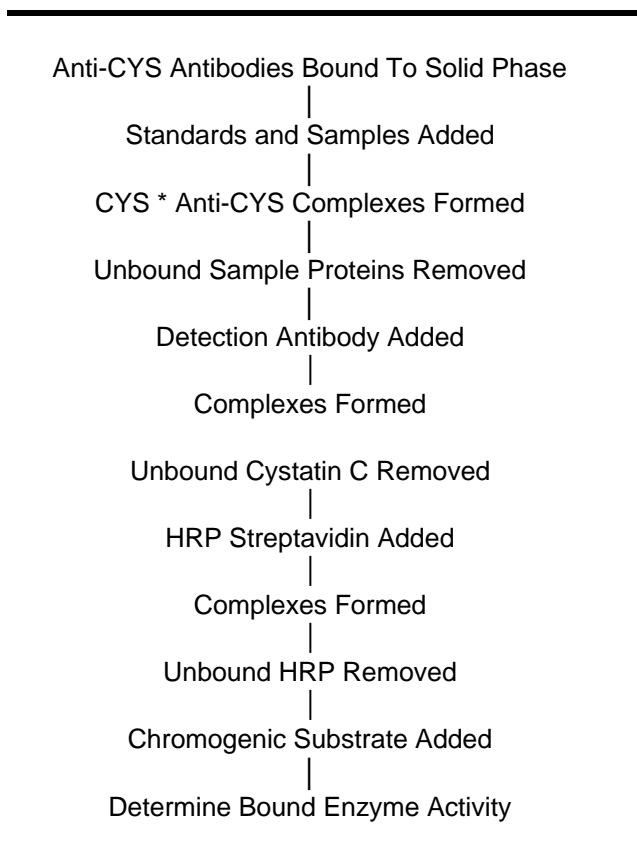 Anti-CYS Antibodies Bound To Solid Phase
Standards and Samples Added
CYS * Anti-CYS Complexes Formed
Unbound Sample Proteins Removed
Detection Antibody Added
Complexes Formed
Unbound Cystatin C Removed
HRP Streptavidin Added
Complexes Formed
Unbound HRP Removed
Chromogenic Substrate Added
Determine Bound Enzyme Activity